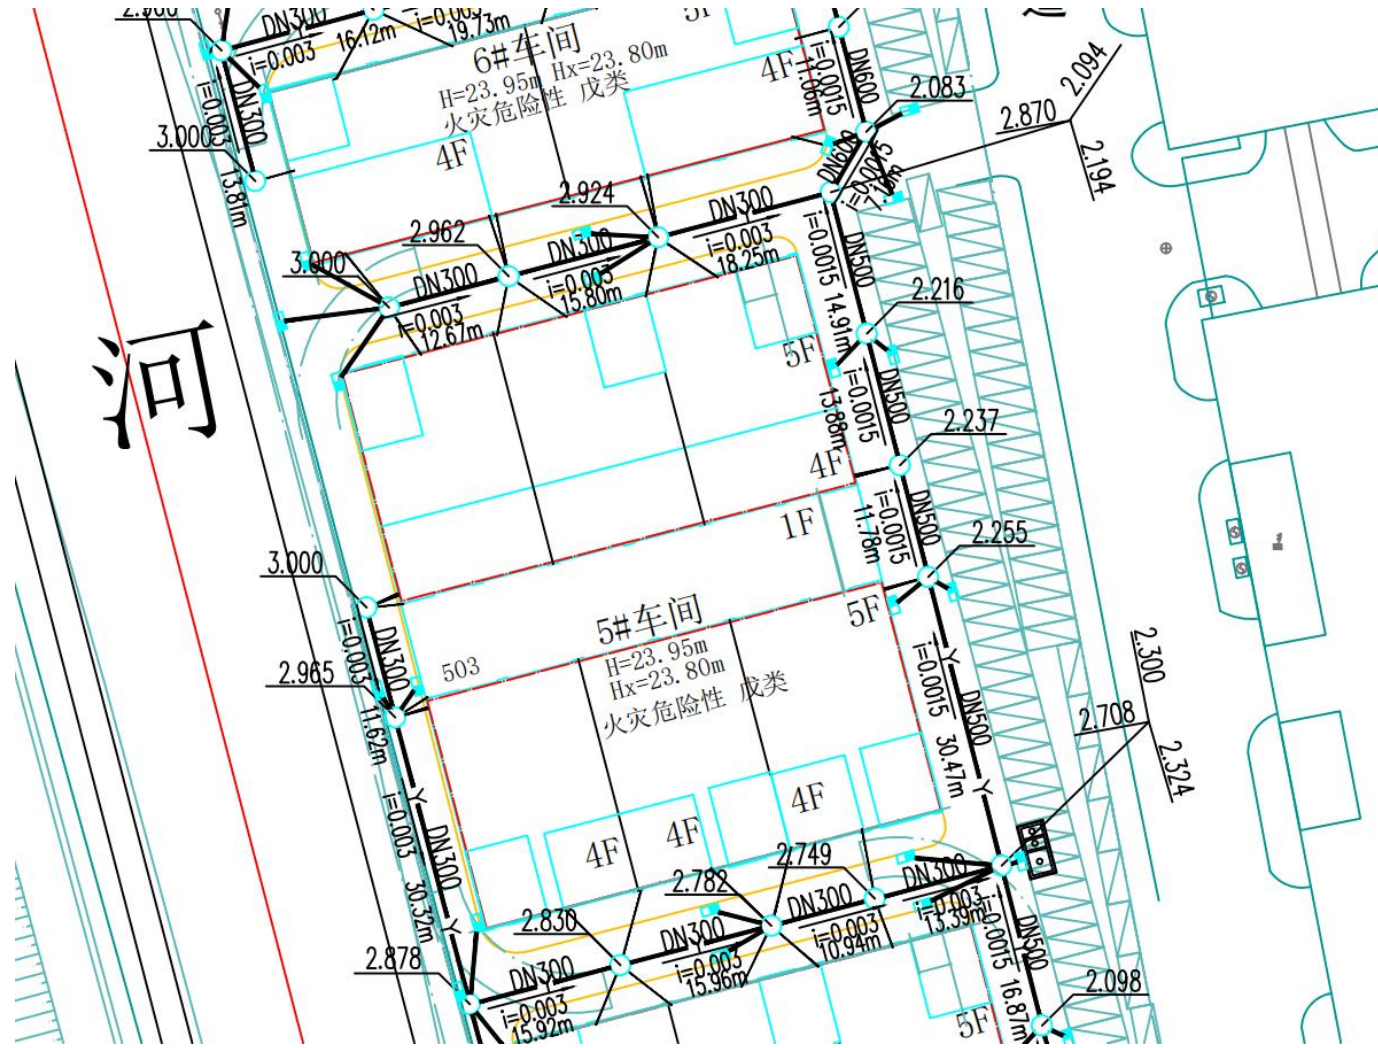 DN300
i=0.003
16.12m
i=0.003
19.73m
DN300
i=0.003
13.81m
3.000
6#车间
H=23.95m Hx=23.80m
火灾危险性 戊类
4F
4F
DN600
i=0.0015
2.083
2.870
2.094
2.194
DN300
i=0.003
18.25m
2.924
DN300
i=0.003
15.80m
2.962
DN300
i=0.003
12.67m
3.000
河
DN500
i=0.0015
14.91m
2.216
5F
DN500
i=0.0015
13.88m
2.237
4F
1F
DN500
i=0.0015
11.78m
2.255
5F
3.000
DN300
i=0.003
11.62m
2.965
503
5#车间
H=23.95m
Hx=23.80m
火灾危险性 戊类
Y
DN500
i=0.0015
30.47m
Y
2.300
2.708
2.324
4F
4F
4F
Y
DN300
i=0.003
30.32m
Y
2.878
2.830
2.782
2.749
DN300
i=0.003
15.92m
DN300
i=0.003
15.96m
DN300
i=0.003
10.94m
DN300
i=0.003
13.39m
DN500
i=0.0015
16.87m
2.098
5F